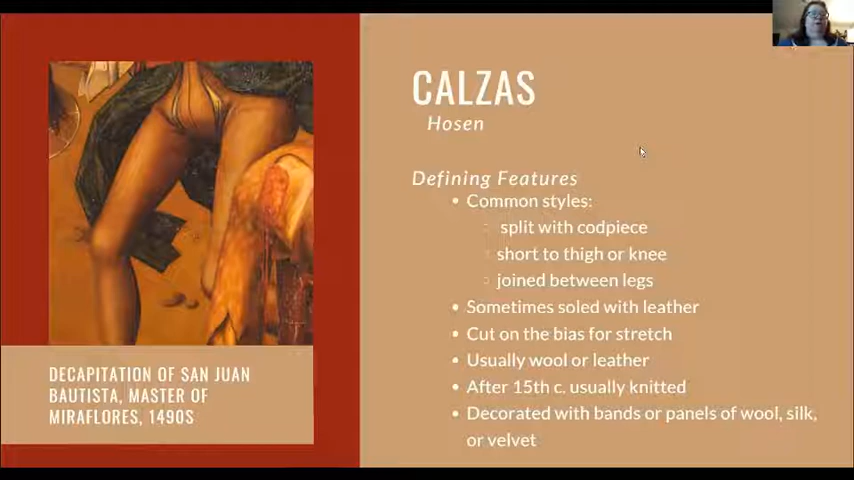 CALZAS
Hosen
Defining Features
Common styles:
split with codpiece
short to thigh or knee
joined between legs
Sometimes soled with leather
Cut on the bias for stretch
Usually wool or leather
After 15th c. usually knitted
Decorated with bands or panels of wool, silk,
or velvet
DECAPITATION OF SAN JUAN
BAUTISTA, MASTER OF
MIRAFLORES, 1490S